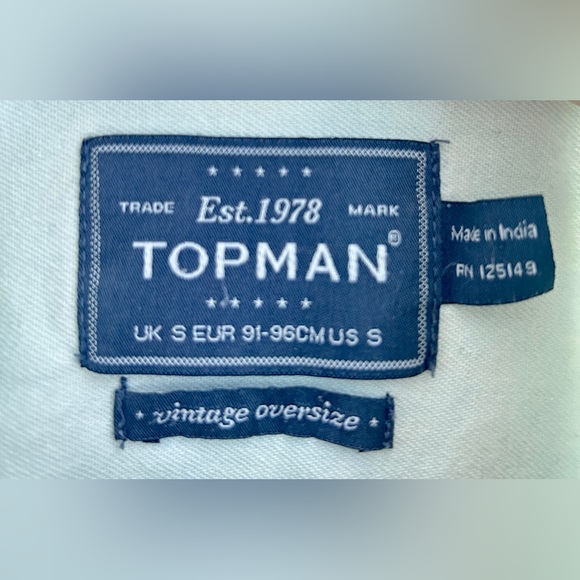 ★ ★ ★ ★ ★
TRADE Est.1978 MARK
TOPMAN®
★ ★ ★ ★ ★
UK S EUR 91-96CM US S
Made in India
RN 125149
★ vintage oversize ★